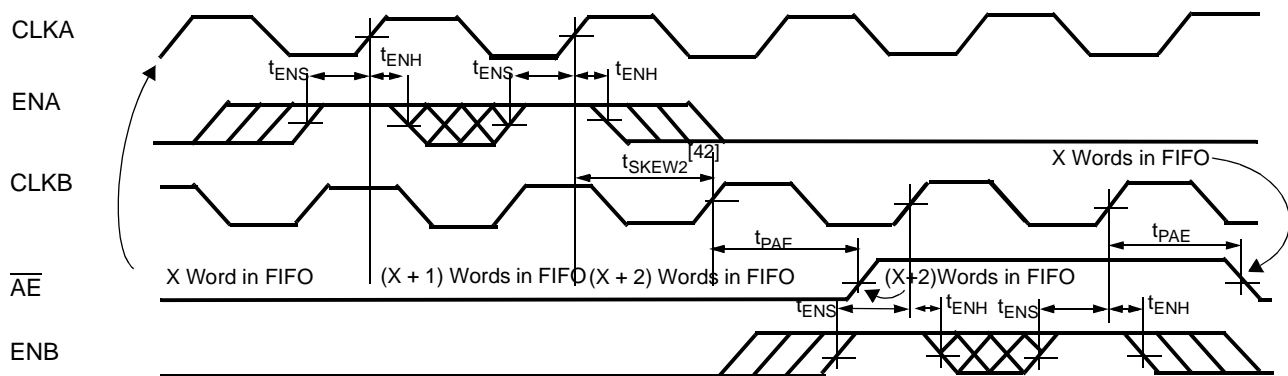 CLKA
tENS
tENH
tENS
tENH
ENA
[42]
tSKEW2
X Words in FIFO
CLKB
tPAE
tPAE
X Word in FIFO
(X + 1) Words in FIFO
(X + 2) Words in FIFO
(X+2)Words in FIFO
AE
tENS
tENH
tENS
tENH
ENB